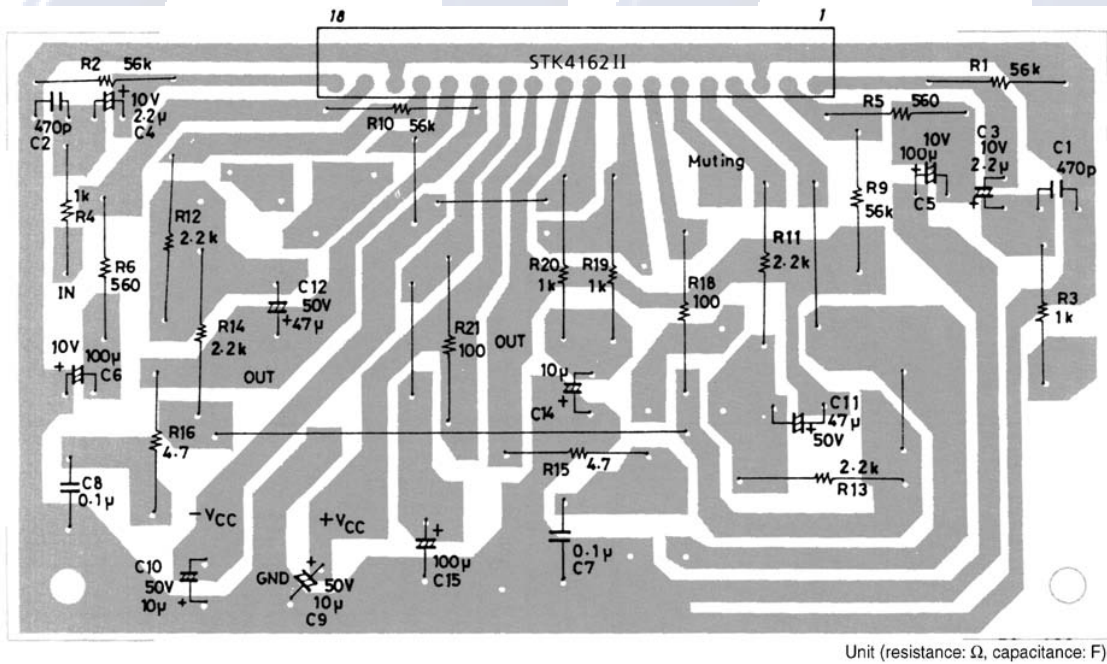 18 1
STK4162II
R2 56k
10V
2.2μ
C4
470p
C2
R10 56k
R1 56k
R5 560
C3
10V
2.2μ
10V
100μ
C5
C1
470p
Muting
R9
56k
1k
R4
R12
2.2k
R6
560
IN
C12
50V
47μ
R14
2.2k
R20
1k
R19
1k
R18
100
R11
2.2k
R3
1k
R21
100
OUT
10V 100μ
C6
OUT
10μ
C14
C11
47μ
50V
R16
4.7
R15 4.7
2.2k
R13
C8
0.1μ
-VCC
+VCC
100μ
C15
0.1μ
C7
C10
50V
10μ
GND
50V
10μ
C9
Unit (resistance: Ω, capacitance: F)